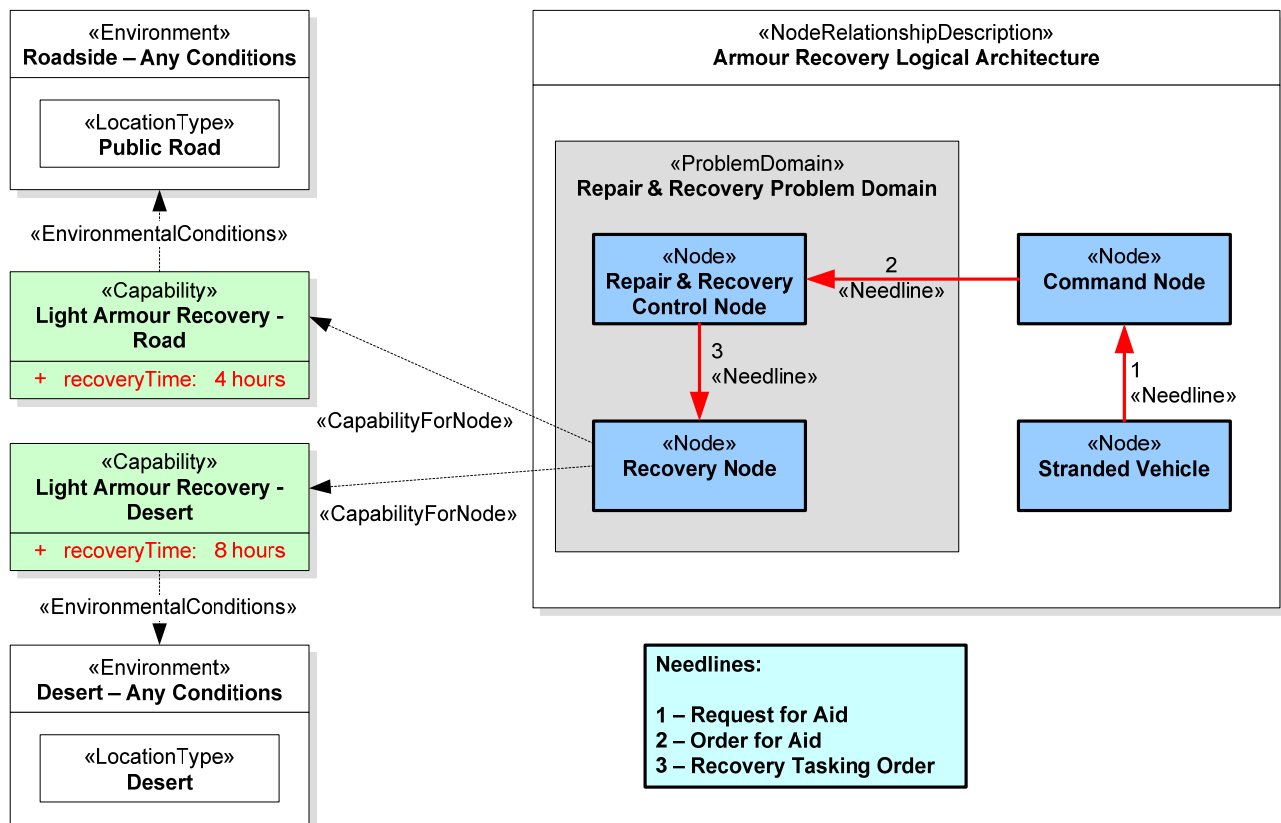 «Environment»
Roadside – Any Conditions
«LocationType»
Public Road
«EnvironmentalConditions»
«Capability»
Light Armour Recovery -
Road
+ recoveryTime: 4 hours
«CapabilityForNode»
«Capability»
Light Armour Recovery -
Desert
+ recoveryTime: 8 hours
«CapabilityForNode»
«EnvironmentalConditions»
«Environment»
Desert – Any Conditions
«LocationType»
Desert
«NodeRelationshipDescription»
Armour Recovery Logical Architecture
«ProblemDomain»
Repair & Recovery Problem Domain
«Node»
Repair & Recovery
Control Node
2
«Needline»
«Node»
Command Node
3
«Needline»
1
«Needline»
«Node»
Recovery Node
«Node»
Stranded Vehicle
Needlines:
1 – Request for Aid
2 – Order for Aid
3 – Recovery Tasking Order